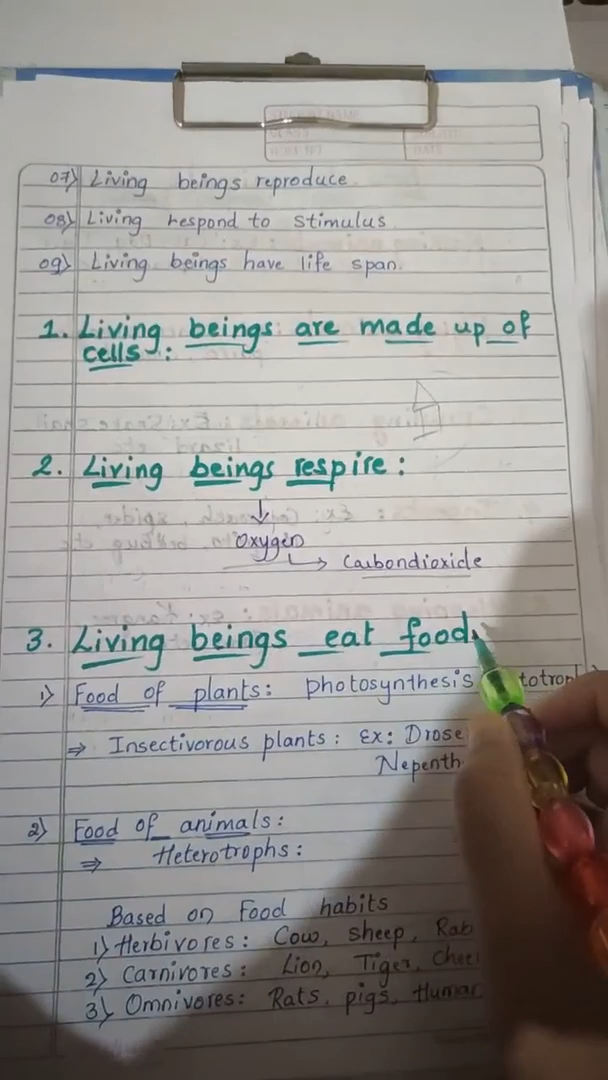 07) Living beings reproduce
08) Living respond to stimulus
09) Living beings have life span.
1. Living beings are made up of
cells :
2. Living beings respire :
Oxygen
Carbondioxide
3. Living beings eat food
1) Food of plants: photosynthesis
⇒ Insectivorous plants : Ex:
2) Food of animals:
⇒ Heterotrophs :
Based on Food habits
1) Herbivores : Cow, sheep,
2) Carnivores : Lion, Tiger,
3) Omnivores : Rats, pigs,